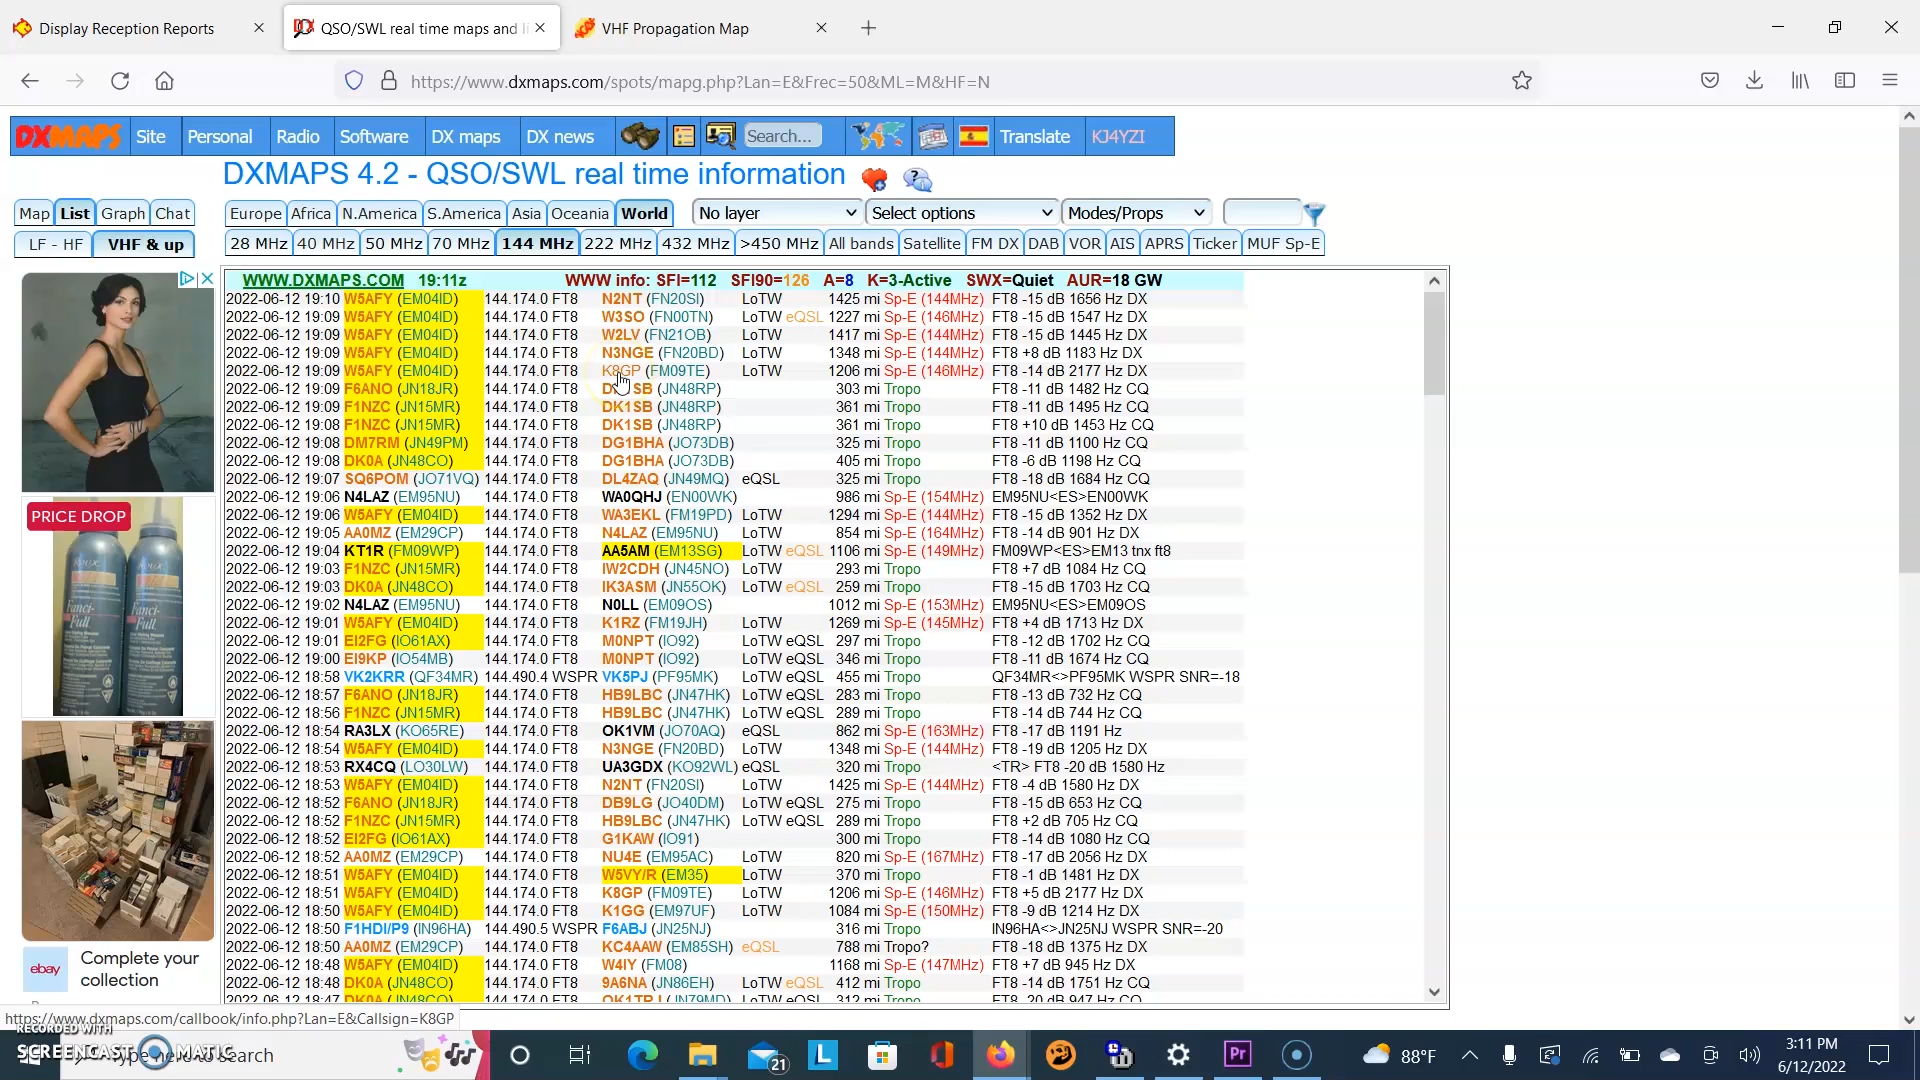 Display Reception Reports
QSO/SWL real time maps and li
VHF Propagation Map
https://www.dxmaps.com/spots/mapg.php?Lan=E&Frec=50&ML=M&HF=N
DXMAPS Site Personal Radio Software DX maps DX news Search... Translate KJ4YZI
DXMAPS 4.2 - QSO/SWL real time information
Map List Graph Chat Europe Africa N.America S.America Asia Oceania World No layer Select options Modes/Props
LF - HF VHF & up 28 MHz 40 MHz 50 MHz 70 MHz 144 MHz 222 MHz 432 MHz >450 MHz All bands Satellite FM DX DAB VOR AIS APRS Ticker MUF Sp-E
WWW.DXMAPS.COM 19:11z WWW info: SFI=112 SFI90=126 A=8 K=3-Active SWX=Quiet AUR=18 GW
2022-06-12 19:10 W5AFY (EM04ID) 144.174.0 FT8 N2NT (FN20SI) LoTW 1425 mi Sp-E (144MHz) FT8 -15 dB 1656 Hz DX
2022-06-12 19:09 W5AFY (EM04ID) 144.174.0 FT8 W3SO (FN00TN) LoTW eQSL 1227 mi Sp-E (146MHz) FT8 -15 dB 1547 Hz DX
2022-06-12 19:09 W5AFY (EM04ID) 144.174.0 FT8 W2LV (FN21OB) LoTW 1417 mi Sp-E (144MHz) FT8 -15 dB 1445 Hz DX
2022-06-12 19:09 W5AFY (EM04ID) 144.174.0 FT8 N3NGE (FN20BD) LoTW 1348 mi Sp-E (144MHz) FT8 +8 dB 1183 Hz DX
2022-06-12 19:09 W5AFY (EM04ID) 144.174.0 FT8 K8GP (FM09TE) LoTW 1206 mi Sp-E (146MHz) FT8 -14 dB 2177 Hz DX
2022-06-12 19:09 F6ANO (JN18JR) 144.174.0 FT8 DK1SB (JN48RP) 303 mi Tropo FT8 -11 dB 1482 Hz CQ
2022-06-12 19:09 F1NZC (JN15MR) 144.174.0 FT8 DK1SB (JN48RP) 361 mi Tropo FT8 -11 dB 1495 Hz CQ
2022-06-12 19:08 F1NZC (JN15MR) 144.174.0 FT8 DK1SB (JN48RP) 361 mi Tropo FT8 +10 dB 1453 Hz CQ
2022-06-12 19:08 DM7RM (JN49PM) 144.174.0 FT8 DG1BHA (JO73DB) 325 mi Tropo FT8 -11 dB 1100 Hz CQ
2022-06-12 19:08 DK0A (JN48CO) 144.174.0 FT8 DG1BHA (JO73DB) 405 mi Tropo FT8 -6 dB 1198 Hz CQ
2022-06-12 19:07 SQ6POM (JO71VQ) 144.174.0 FT8 DL4ZAQ (JN49MQ) eQSL 325 mi Tropo FT8 -18 dB 1684 Hz CQ
2022-06-12 19:06 N4LAZ (EM95NU) 144.174.0 FT8 WA0QHJ (EN00WK) 986 mi Sp-E (154MHz) EM95NU<ES>EN00WK
2022-06-12 19:06 W5AFY (EM04ID) 144.174.0 FT8 WA3EKL (FM19PD) LoTW 1294 mi Sp-E (144MHz) FT8 -15 dB 1352 Hz DX
2022-06-12 19:05 AA0MZ (EM29CP) 144.174.0 FT8 N4LAZ (EM95NU) LoTW 854 mi Sp-E (164MHz) FT8 -14 dB 901 Hz DX
2022-06-12 19:04 KT1R (FM09WP) 144.174.0 FT8 AA5AM (EM13SG) LoTW eQSL 1106 mi Sp-E (149MHz) FM09WP<ES>EM13 tnx ft8
2022-06-12 19:03 F1NZC (JN15MR) 144.174.0 FT8 IW2CDH (JN45NO) LoTW 293 mi Tropo FT8 +7 dB 1084 Hz CQ
2022-06-12 19:03 DK0A (JN48CO) 144.174.0 FT8 IK3ASM (JN55OK) LoTW eQSL 259 mi Tropo FT8 -15 dB 1703 Hz CQ
2022-06-12 19:02 N4LAZ (EM95NU) 144.174.0 FT8 N0LL (EM09OS) 1012 mi Sp-E (153MHz) EM95NU<ES>EM09OS
2022-06-12 19:01 W5AFY (EM04ID) 144.174.0 FT8 K1RZ (FM19JH) LoTW 1269 mi Sp-E (145MHz) FT8 +4 dB 1713 Hz DX
2022-06-12 19:01 EI2FG (IO61AX) 144.174.0 FT8 M0NPT (IO92) LoTW eQSL 297 mi Tropo FT8 -12 dB 1702 Hz CQ
2022-06-12 19:00 EI9KP (IO54MB) 144.174.0 FT8 M0NPT (IO92) LoTW eQSL 346 mi Tropo FT8 -11 dB 1674 Hz CQ
2022-06-12 18:58 VK2KRR (QF34MR) 144.490.4 WSPR VK5PJ (PF95MK) LoTW eQSL 455 mi Tropo QF34MR<>PF95MK WSPR SNR=-18
2022-06-12 18:57 F6ANO (JN18JR) 144.174.0 FT8 HB9LBC (JN47HK) LoTW eQSL 283 mi Tropo FT8 -13 dB 732 Hz CQ
2022-06-12 18:56 F1NZC (JN15MR) 144.174.0 FT8 HB9LBC (JN47HK) LoTW eQSL 289 mi Tropo FT8 -14 dB 744 Hz CQ
2022-06-12 18:54 RA3LX (KO65RE) 144.174.0 FT8 OK1VM (JO70AQ) eQSL 862 mi Sp-E (163MHz) FT8 -17 dB 1191 Hz
2022-06-12 18:54 W5AFY (EM04ID) 144.174.0 FT8 N3NGE (FN20BD) LoTW 1348 mi Sp-E (144MHz) FT8 -19 dB 1205 Hz DX
2022-06-12 18:53 RX4CQ (LO30LW) 144.174.0 FT8 UA3GDX (KO92WL) eQSL 320 mi Tropo <TR> FT8 -20 dB 1580 Hz
2022-06-12 18:53 W5AFY (EM04ID) 144.174.0 FT8 N2NT (FN20SI) LoTW 1425 mi Sp-E (144MHz) FT8 -4 dB 1580 Hz DX
2022-06-12 18:52 F6ANO (JN18JR) 144.174.0 FT8 DB9LG (JO40DM) LoTW eQSL 275 mi Tropo FT8 -15 dB 653 Hz CQ
2022-06-12 18:52 F1NZC (JN15MR) 144.174.0 FT8 HB9LBC (JN47HK) LoTW eQSL 289 mi Tropo FT8 +2 dB 705 Hz CQ
2022-06-12 18:52 EI2FG (IO61AX) 144.174.0 FT8 G1KAW (IO91) 300 mi Tropo FT8 -14 dB 1080 Hz CQ
2022-06-12 18:52 AA0MZ (EM29CP) 144.174.0 FT8 NU4E (EM95AC) LoTW 820 mi Sp-E (167MHz) FT8 -17 dB 2056 Hz DX
2022-06-12 18:51 W5AFY (EM04ID) 144.174.0 FT8 W5VY/R (EM35) LoTW 370 mi Tropo FT8 -1 dB 1481 Hz DX
2022-06-12 18:51 W5AFY (EM04ID) 144.174.0 FT8 K8GP (FM09TE) LoTW 1206 mi Sp-E (146MHz) FT8 +5 dB 2177 Hz DX
2022-06-12 18:50 W5AFY (EM04ID) 144.174.0 FT8 K1GG (EM97UF) LoTW 1084 mi Sp-E (150MHz) FT8 -9 dB 1214 Hz DX
2022-06-12 18:50 F1HDI/P9 (IN96HA) 144.490.5 WSPR F6ABJ (JN25NJ) 316 mi Tropo IN96HA<>JN25NJ WSPR SNR=-20
2022-06-12 18:50 AA0MZ (EM29CP) 144.174.0 FT8 KC4AAW (EM85SH) eQSL 788 mi Tropo? FT8 -18 dB 1375 Hz DX
2022-06-12 18:48 W5AFY (EM04ID) 144.174.0 FT8 W4IY (FM08) 1168 mi Sp-E (147MHz) FT8 +7 dB 945 Hz DX
2022-06-12 18:48 DK0A (JN48CO) 144.174.0 FT8 9A6NA (JN86EH) LoTW eQSL 412 mi Tropo FT8 -14 dB 1751 Hz CQ
2022-06-12 18:47 DK0A (JN48CO) 144.174.0 FT8 LoTW eQSL 312 mi Tropo FT8 -20 dB 947 Hz CQ
PRICE DROP
ROUX
Fanci-
Full
Fanci-
Full
ebay
Complete your
collection
https://www.dxmaps.com/callbook/info.php?Lan=E&Callsign=K8GP
RECORDED WITH
SCREENCAST MATIC
Type here to search
21
L
Pr
88°F
3:11 PM
6/12/2022